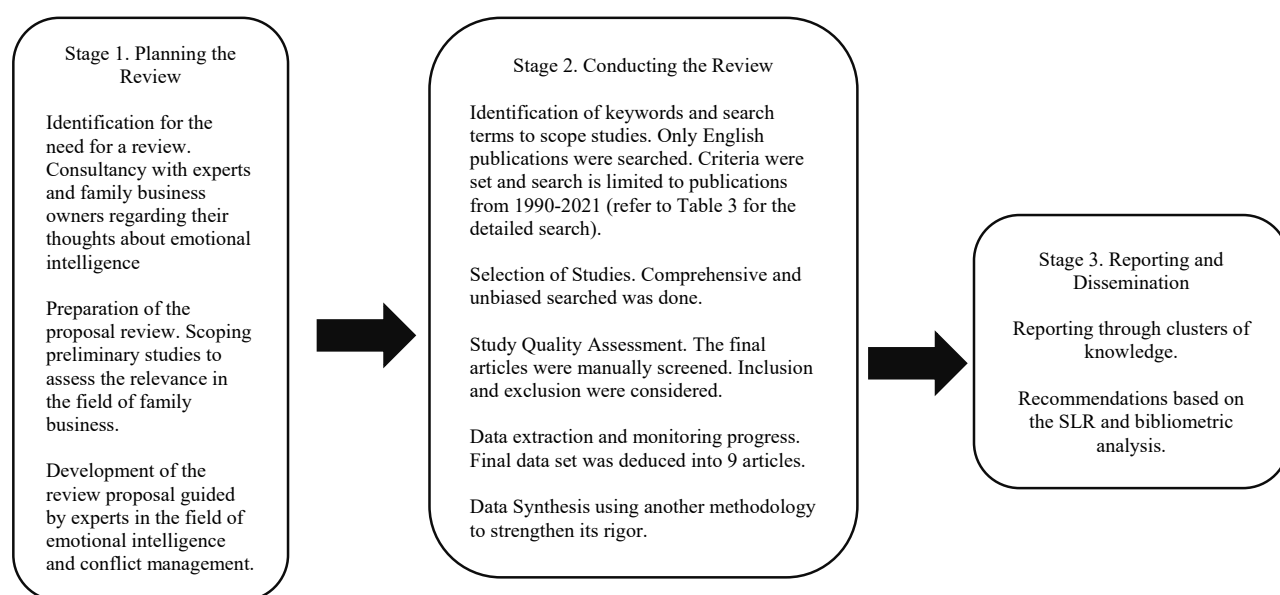 Stage 1. Planning the
Review
Identification for the
need for a review.
Consultancy with experts
and family business
owners regarding their
thoughts about emotional
intelligence
Preparation of the
proposal review. Scoping
preliminary studies to
assess the relevance in
the field of family
business.
Development of the
review proposal guided
by experts in the field of
emotional intelligence
and conflict management.
Stage 2. Conducting the Review
Identification of keywords and search
terms to scope studies. Only English
publications were searched. Criteria were
set and search is limited to publications
from 1990-2021 (refer to Table 3 for the
detailed search).
Selection of Studies. Comprehensive and
unbiased searched was done.
Study Quality Assessment. The final
articles were manually screened. Inclusion
and exclusion were considered.
Data extraction and monitoring progress.
Final data set was deduced into 9 articles.
Data Synthesis using another methodology
to strengthen its rigor.
Stage 3. Reporting and
Dissemination
Reporting through clusters of
knowledge.
Recommendations based on
the SLR and bibliometric
analysis.